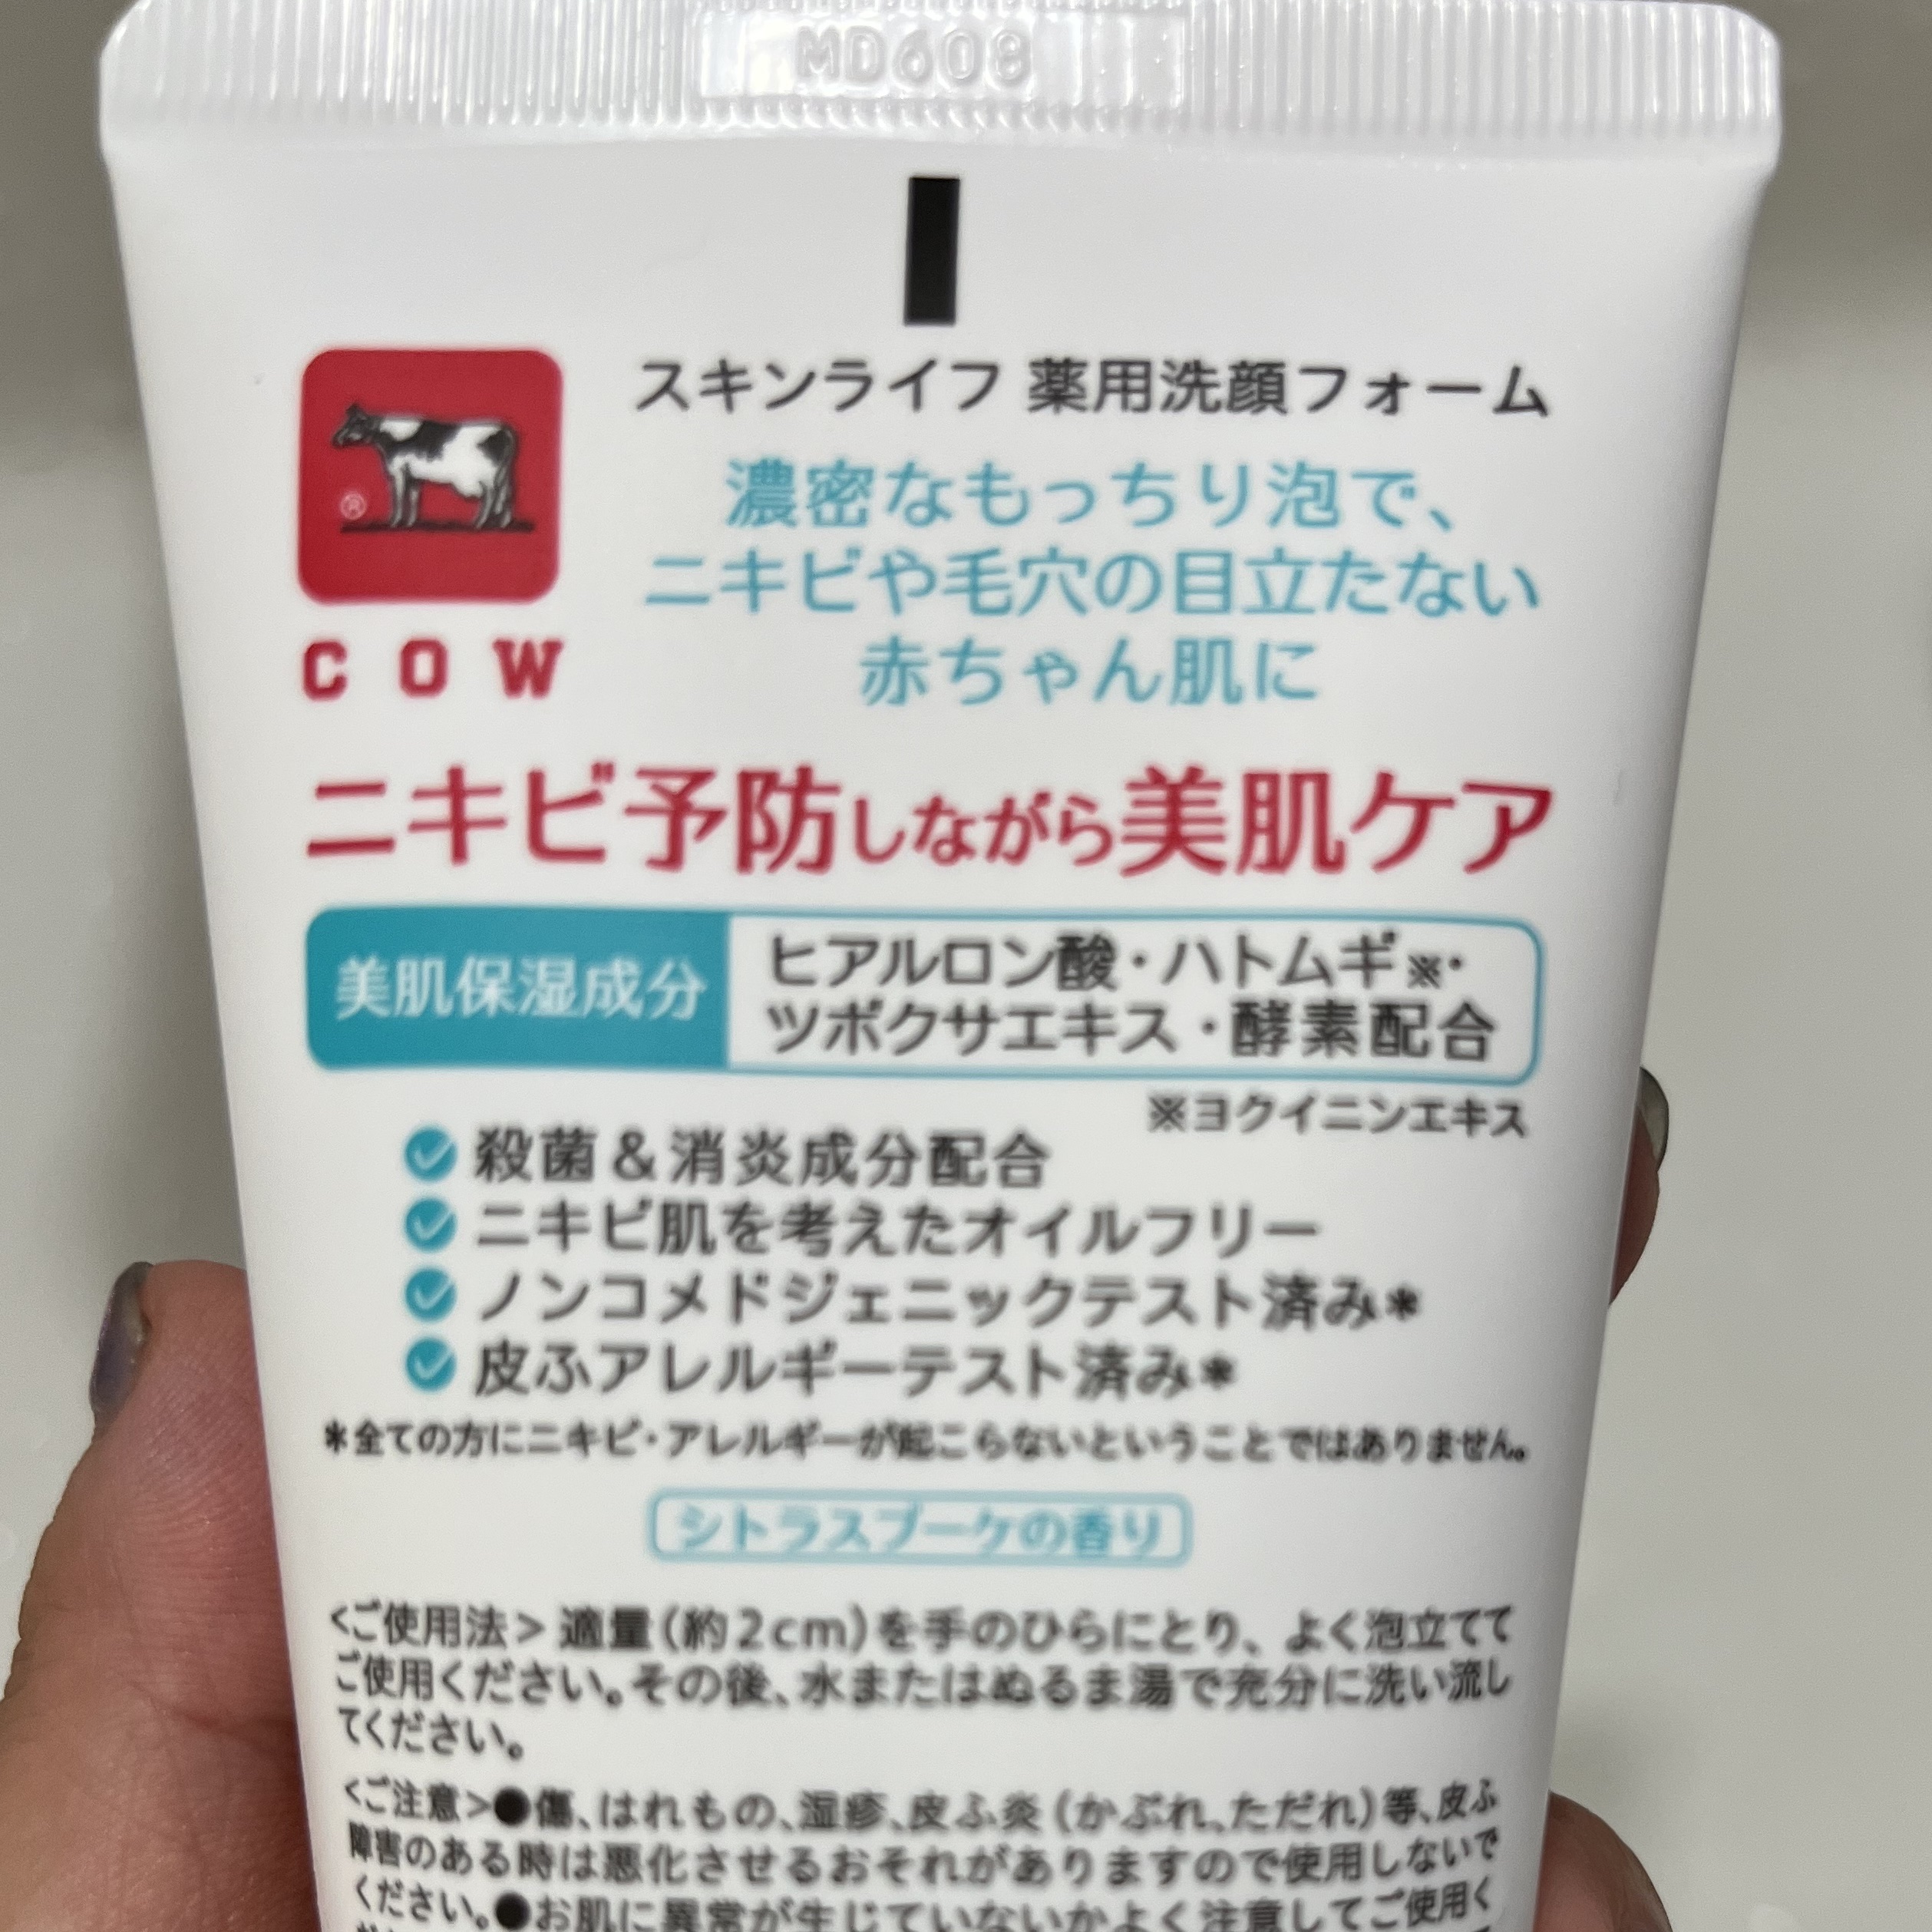 MD608
スキンライフ 薬用洗顔フォーム
濃密なもっちり泡で、
ニキビや毛穴の目立たない
赤ちゃん肌に
®
COW
ニキビ予防しながら美肌ケア
美肌保湿成分
ヒアルロン酸・ハトムギ※・
ツボクサエキス・酵素配合
※ヨクイニンエキス
殺菌&消炎成分配合
ニキビ肌を考えたオイルフリー
ノンコメドジェニックテスト済み*
皮ふアレルギーテスト済み*
*全ての方にニキビ・アレルギーが起こらないということではありません。
シトラスブーケの香り
<ご使用法> 適量(約2cm)を手のひらにとり、よく泡立てて
ご使用ください。その後、水またはぬるま湯で充分に洗い流し
てください。
<ご注意>●傷、はれもの、湿疹、皮ふ炎(かぶれ、ただれ)等、皮ふ
障害のある時は悪化させるおそれがありますので使用しないで
ください。●お肌に異常が生じていないかよく注意してご使用く